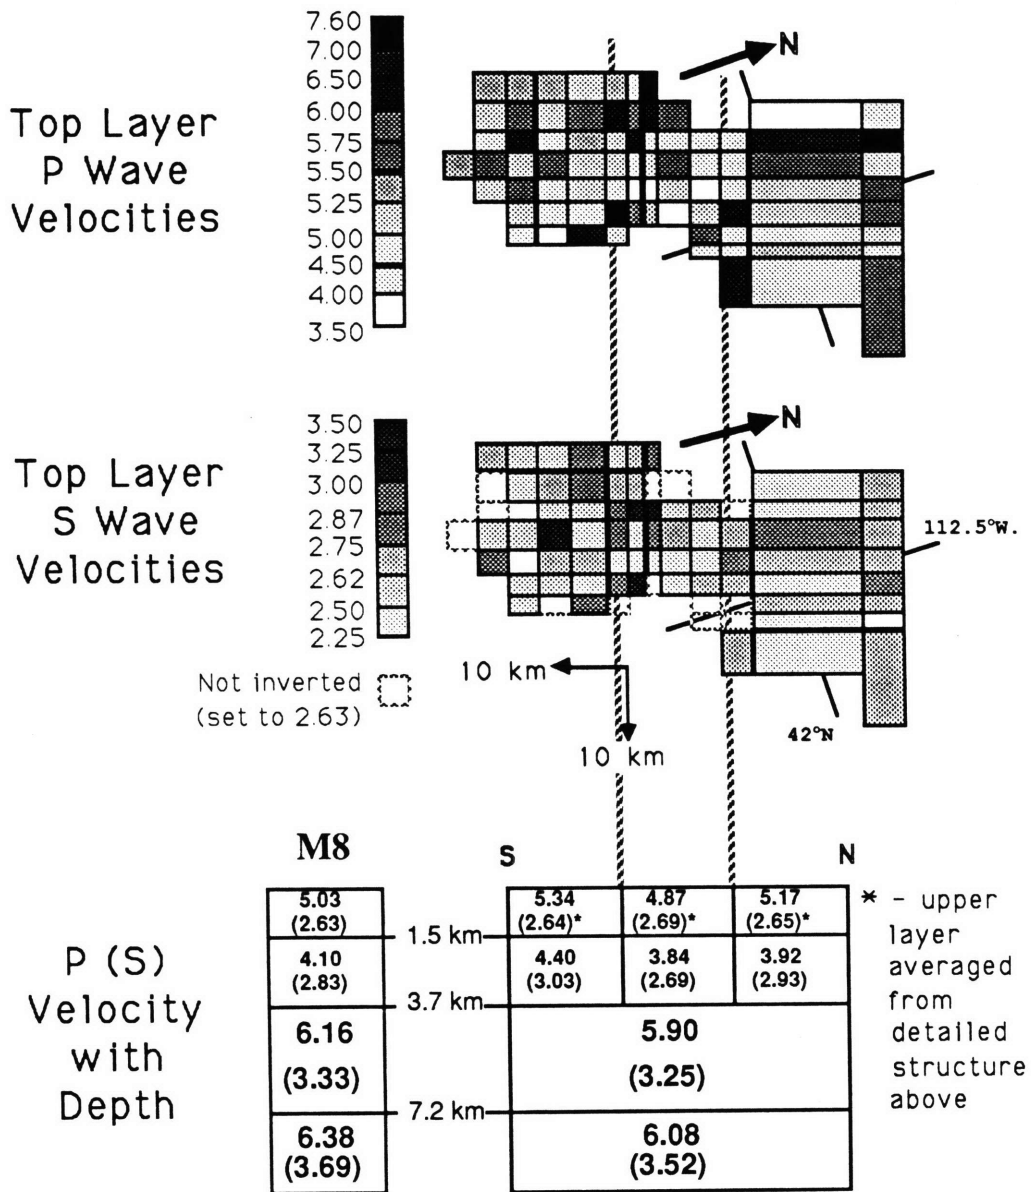 Top Layer
P Wave
Velocities
7.60
7.00
6.50
6.00
5.75
5.50
5.25
5.00
4.50
4.00
3.50
N
Top Layer
S Wave
Velocities
3.50
3.25
3.00
2.87
2.75
2.62
2.50
2.25
N
112.5°W.
42°N
Not inverted
(set to 2.63)
10 km
10 km
P (S)
Velocity
with
Depth
M8
5.03
(2.63)
4.10
(2.83)
6.16
(3.33)
6.38
(3.69)
1.5 km
3.7 km
7.2 km
S
N
5.34
(2.64)*
4.87
(2.69)*
5.17
(2.65)*
4.40
(3.03)
3.84
(2.69)
3.92
(2.93)
5.90
(3.25)
6.08
(3.52)
* - upper
layer
averaged
from
detailed
structure
above